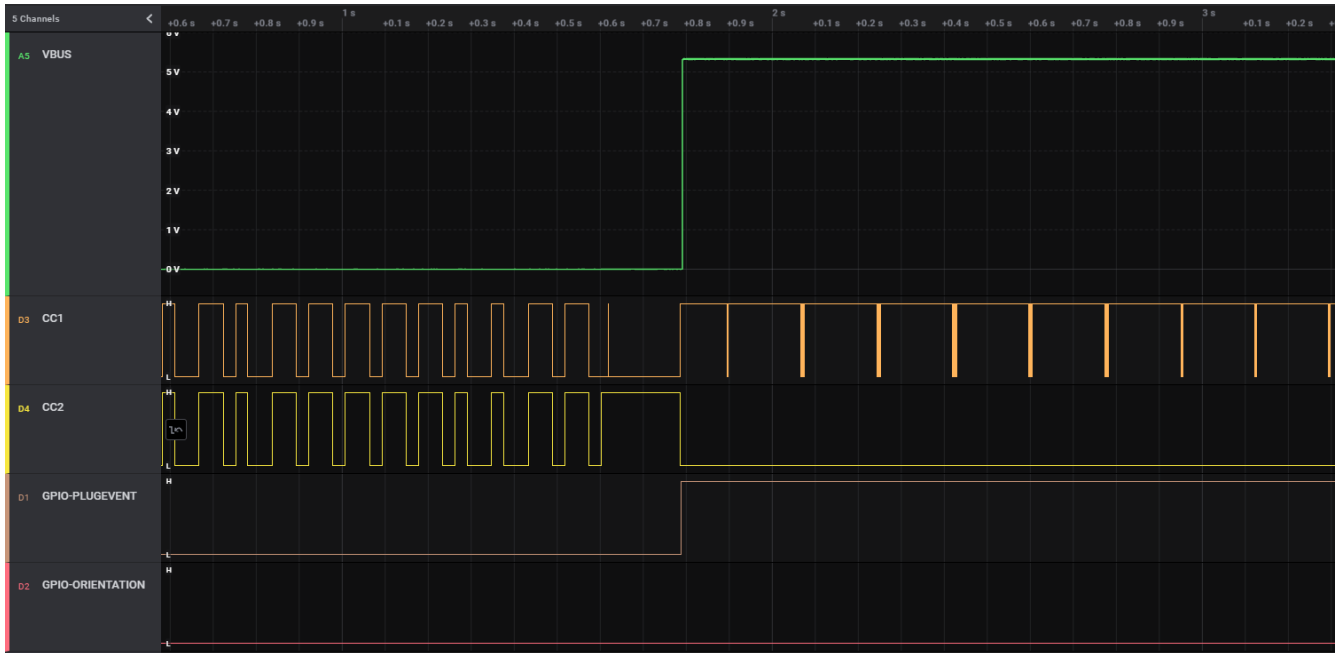 5 Channels
+0.6 s +0.7 s +0.8 s +0.9 s 1 s +0.1 s +0.2 s +0.3 s +0.4 s +0.5 s +0.6 s +0.7 s +0.8 s +0.9 s 2 s +0.1 s +0.2 s +0.3 s +0.4 s +0.5 s +0.6 s +0.7 s +0.8 s +0.9 s 3 s +0.1 s +0.2 s
A5 VBUS
6 V
5 V
4 V
3 V
2 V
1 V
0 V
D3 CC1
H
L
D4 CC2
H
L
D1 GPIO-PLUGEVENT
H
L
D2 GPIO-ORIENTATION
H
L